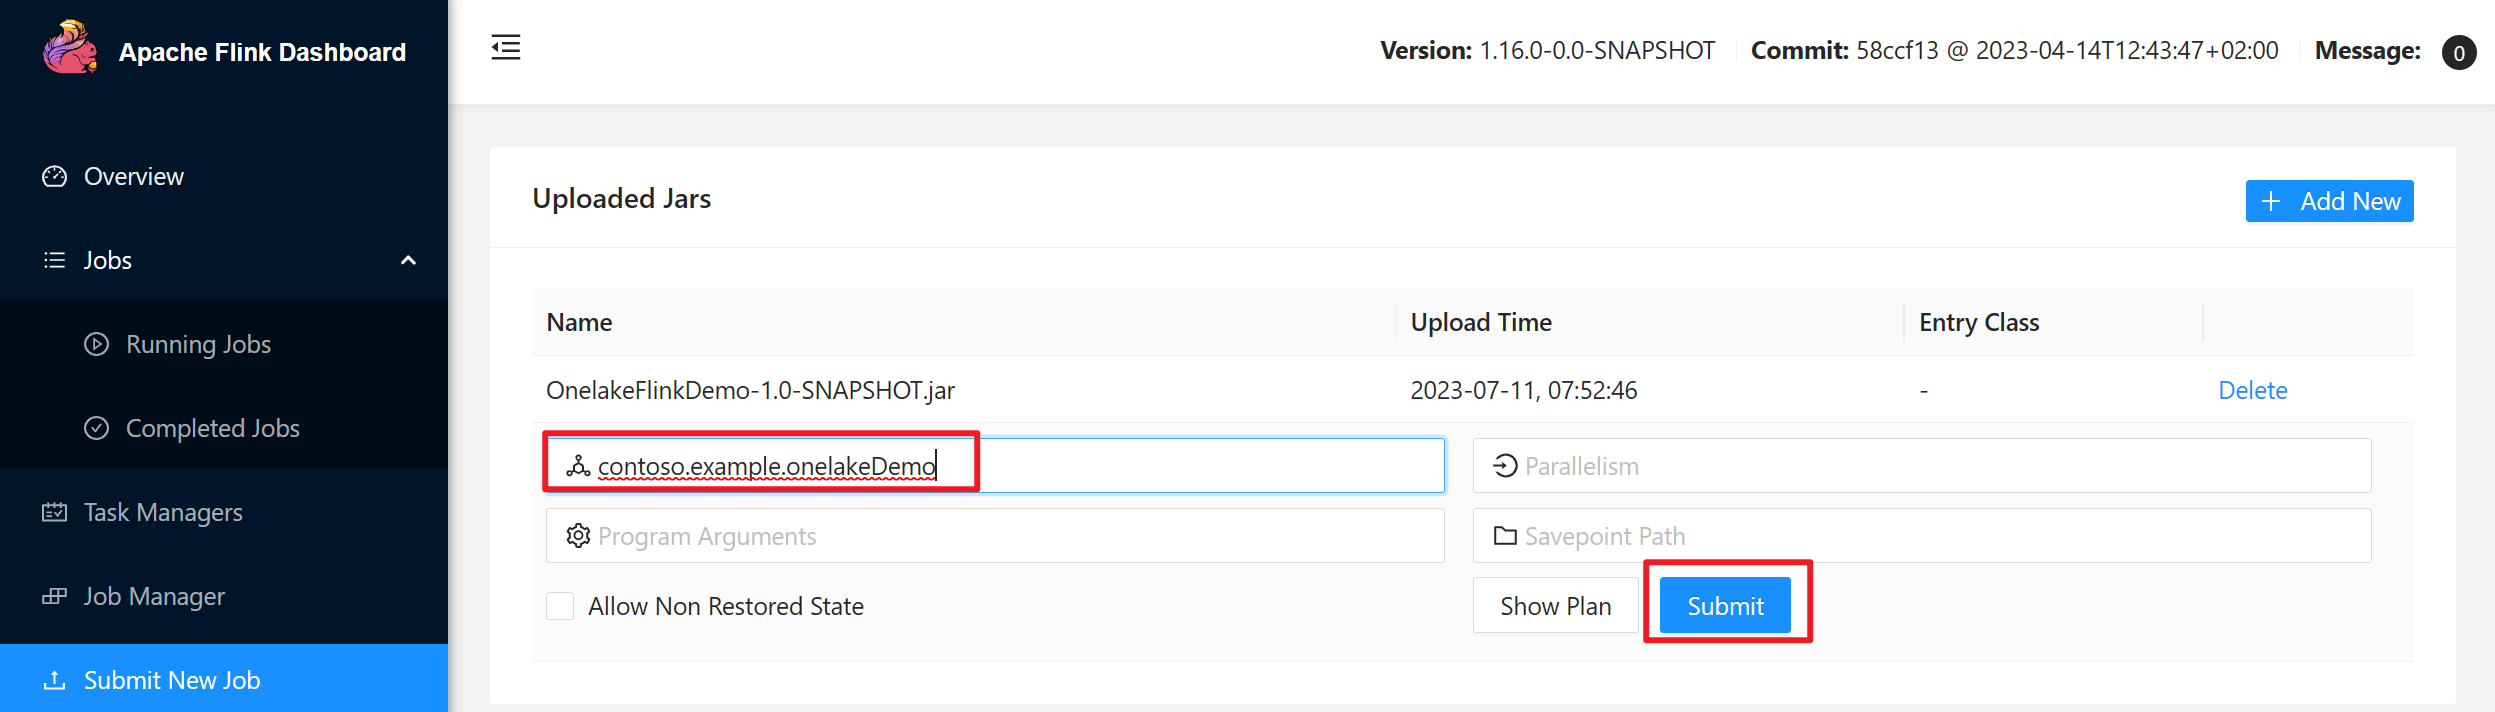 Apache Flink Dashboard
Version: 1.16.0-0.0-SNAPSHOT Commit: 58ccf13 @ 2023-04-14T12:43:47+02:00 Message: 0
Overview
Jobs
Running Jobs
Completed Jobs
Task Managers
Job Manager
Submit New Job
Uploaded Jars
Add New
Name Upload Time Entry Class
OnelakeFlinkDemo-1.0-SNAPSHOT.jar 2023-07-11, 07:52:46 - Delete
contoso.example.onelakeDemo Parallelism
Program Arguments Savepoint Path
Allow Non Restored State Show Plan Submit